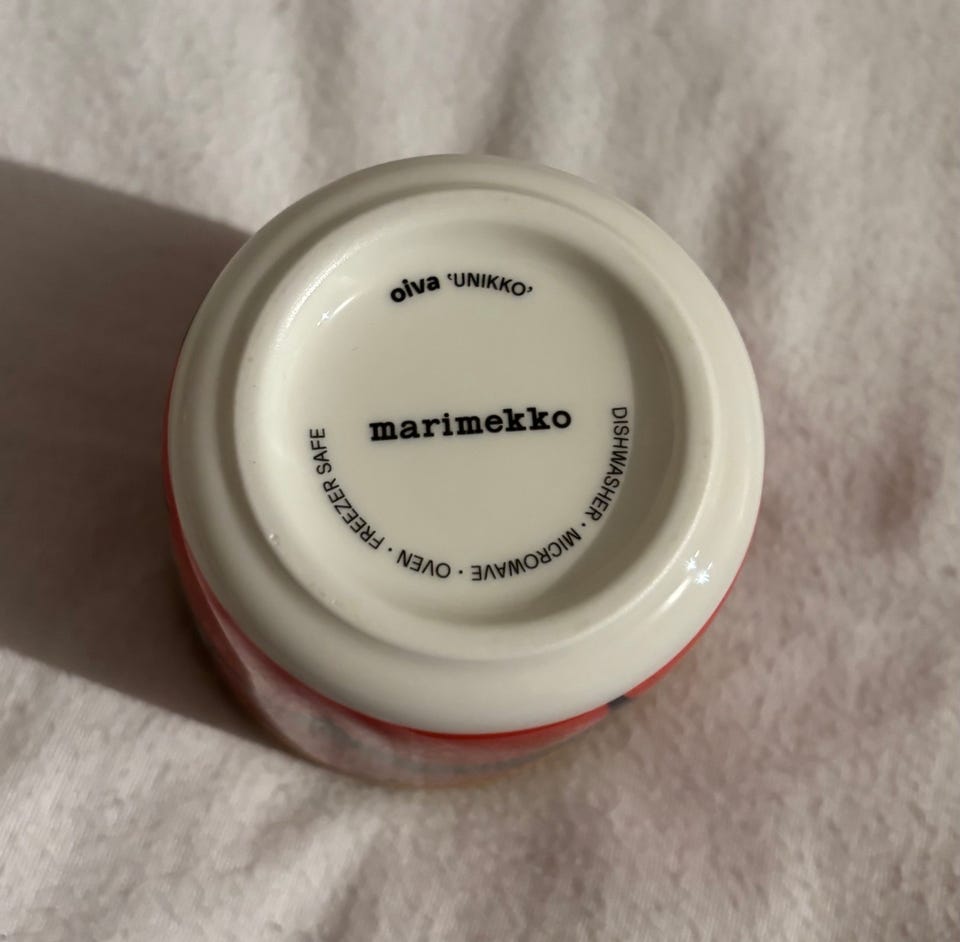 oiva ‘UNIKKO’
marimekko
DISHWASHER · MICROWAVE · OVEN · FREEZER SAFE